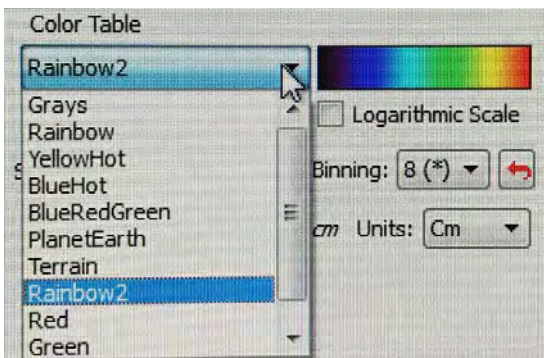 Color Table
Rainbow2
Grays
Rainbow
YellowHot
BlueHot
BlueRedGreen
PlanetEarth
Terrain
Rainbow2
Red
Green
Logarithmic Scale
Binning: 8 (*)
cm Units: Cm